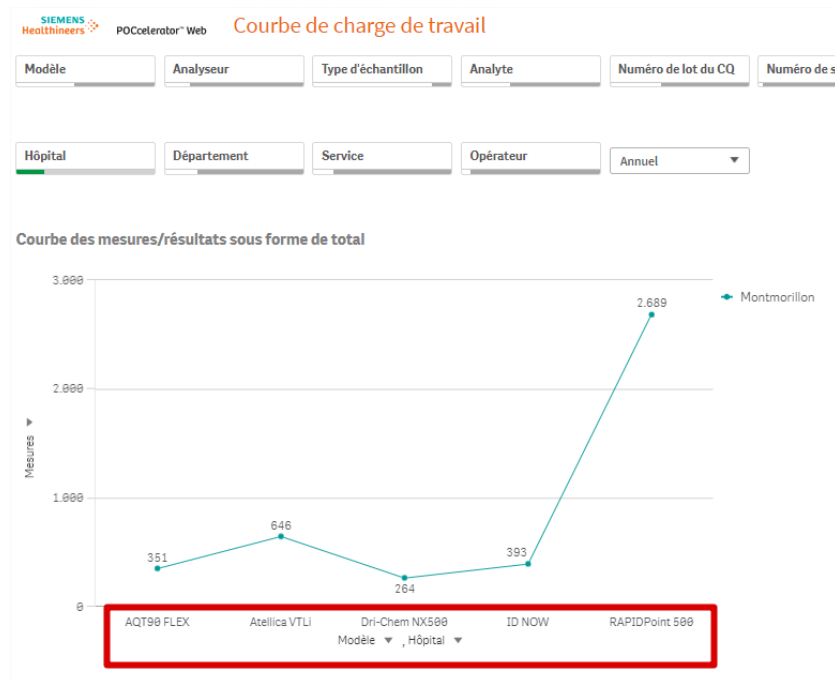 SIEMENS
Healthineers
POCcelerator™ Web
Courbe de charge de travail
Modèle
Analyseur
Type d'échantillon
Analyte
Numéro de lot du CQ
Numéro de s
Hôpital
Département
Service
Opérateur
Annuel
Courbe des mesures/résultats sous forme de total
3.000
2.689
Montmorillon
2.000
Mesures
1.000
646
351
393
264
0
AQT90 FLEX
Atellica VTLi
Dri-Chem NX500
ID NOW
RAPIDPoint 500
Modèle , Hôpital